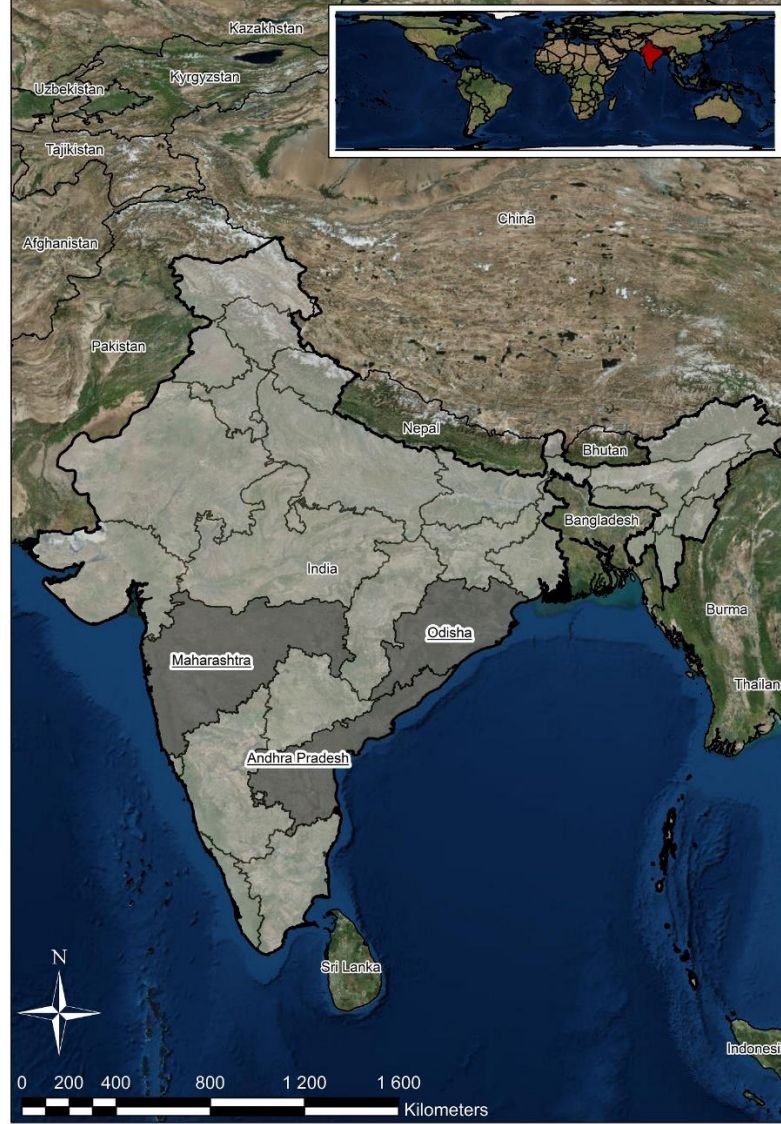 Kazakhstan
Uzbekistan
Kyrgyzstan
Tajikistan
China
Afghanistan
Pakistan
Nepal
Bhutan
Bangladesh
India
Burma
Odisha
Maharashtra
Thailan
Andhra Pradesh
Sri Lanka
N
Indonesi
0 200 400 800 1 200 1 600
Kilometers